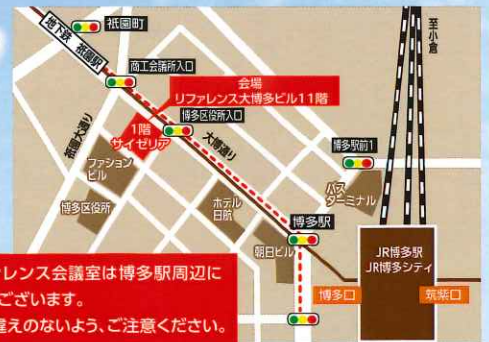 祇園町
地下鉄 祇園駅
商工会議所入口
会場
リファレンス大博多ビル11階
博多区役所入口
祇園大通り
1階
サイゼリア
大博通り
至小倉
博多駅前1
ファション
ビル
バス
ターミナル
博多区役所
ホテル
日航
博多駅
朝日ビル
JR博多駅
JR博多シティ
博多口
筑紫口
ァレンス会議室は博多駅周辺に
ございます。
違えのないよう、ご注意ください。